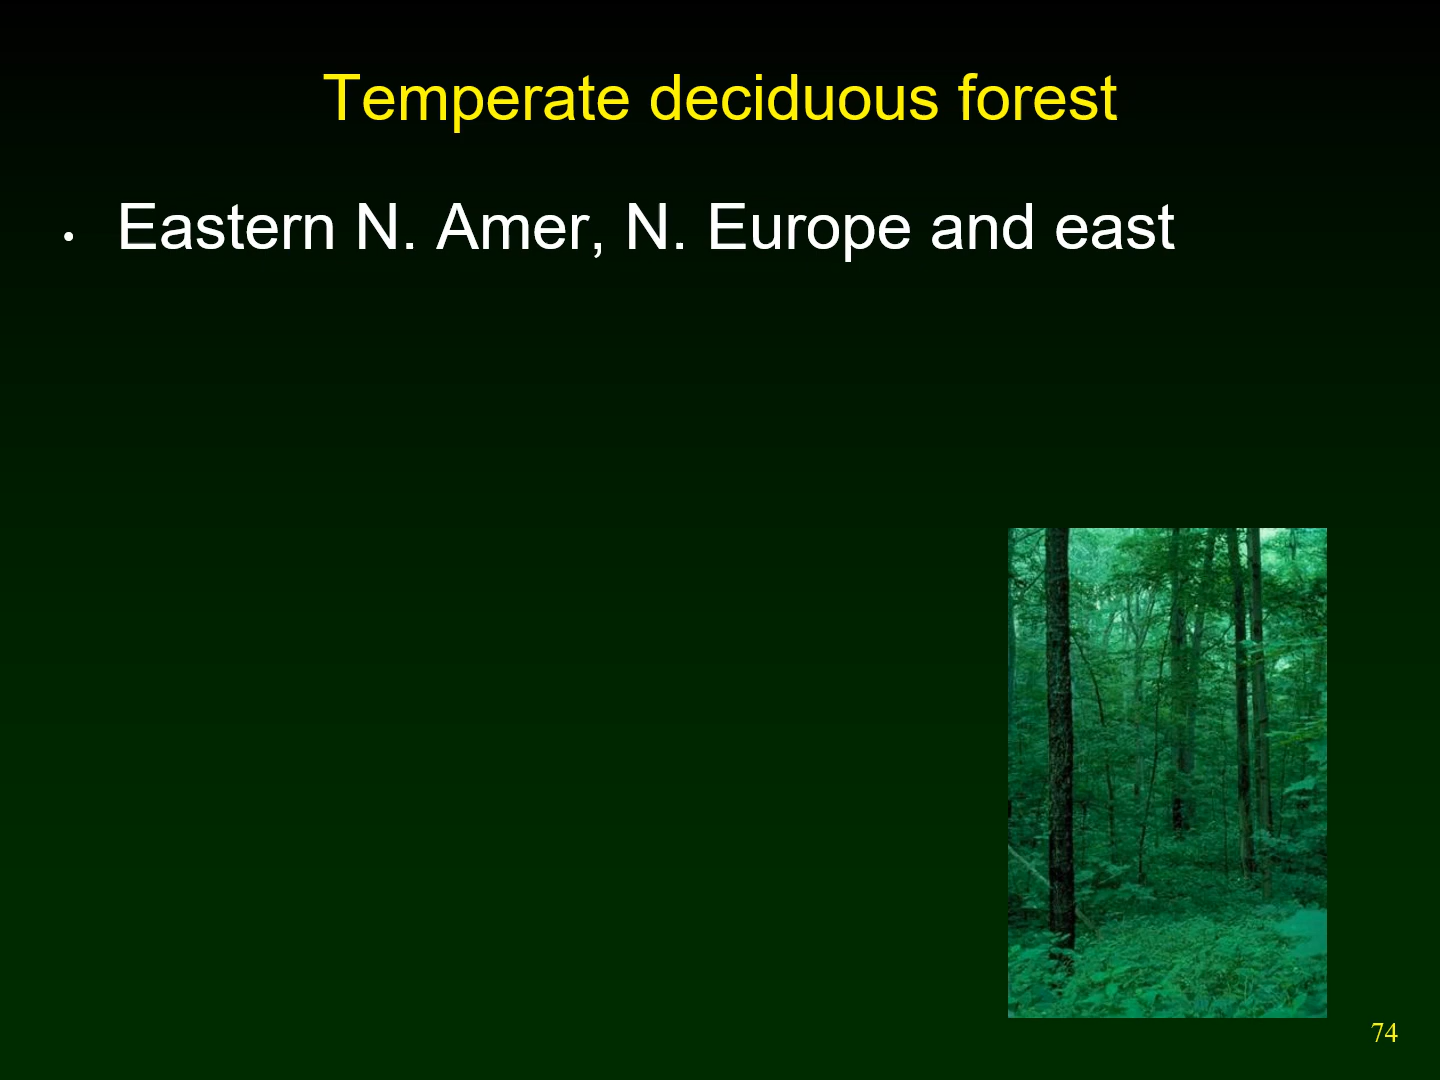 Temperate deciduous forest
• Eastern N. Amer, N. Europe and east
74